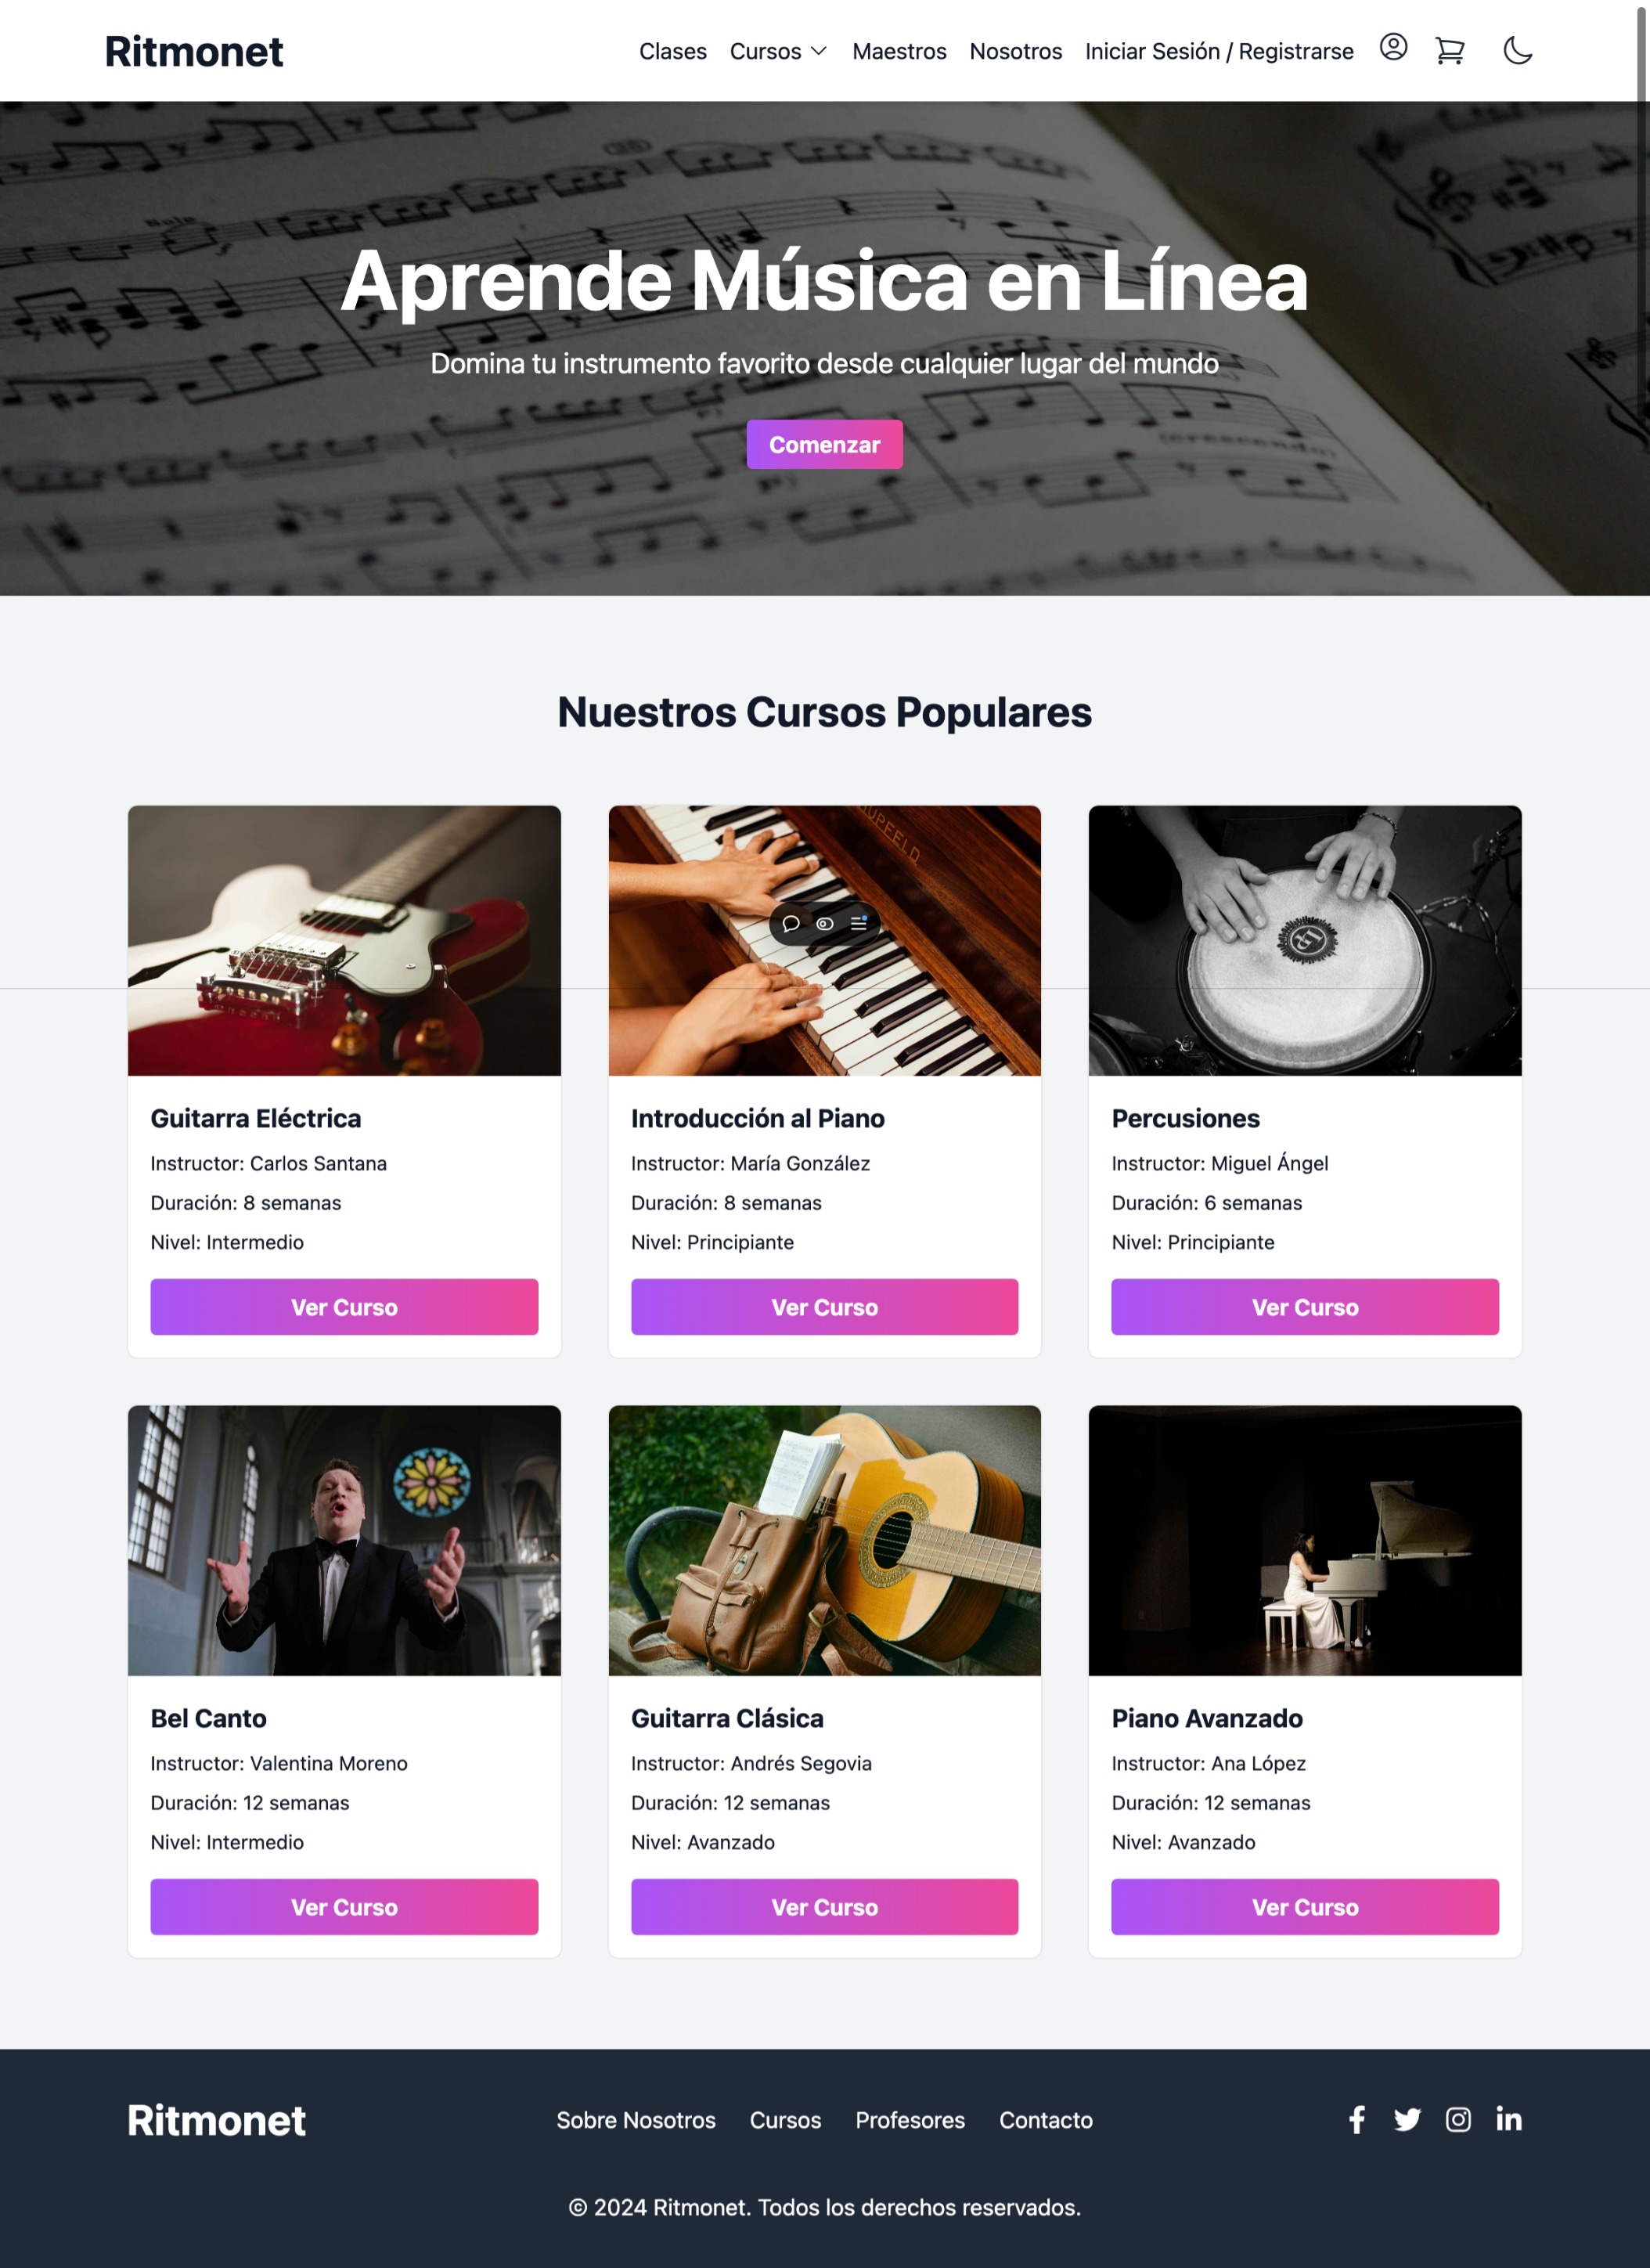 Ritmonet
Clases Cursos Maestros Nosotros Iniciar Sesión / Registrarse
Aprende Música en Línea
Domina tu instrumento favorito desde cualquier lugar del mundo
Comenzar
Nuestros Cursos Populares
Guitarra Eléctrica
Instructor: Carlos Santana
Duración: 8 semanas
Nivel: Intermedio
Ver Curso
Introducción al Piano
Instructor: María González
Duración: 8 semanas
Nivel: Principiante
Ver Curso
Percusiones
Instructor: Miguel Ángel
Duración: 6 semanas
Nivel: Principiante
Ver Curso
Bel Canto
Instructor: Valentina Moreno
Duración: 12 semanas
Nivel: Intermedio
Ver Curso
Guitarra Clásica
Instructor: Andrés Segovia
Duración: 12 semanas
Nivel: Avanzado
Ver Curso
Piano Avanzado
Instructor: Ana López
Duración: 12 semanas
Nivel: Avanzado
Ver Curso
Ritmonet
Sobre Nosotros Cursos Profesores Contacto
© 2024 Ritmonet. Todos los derechos reservados.